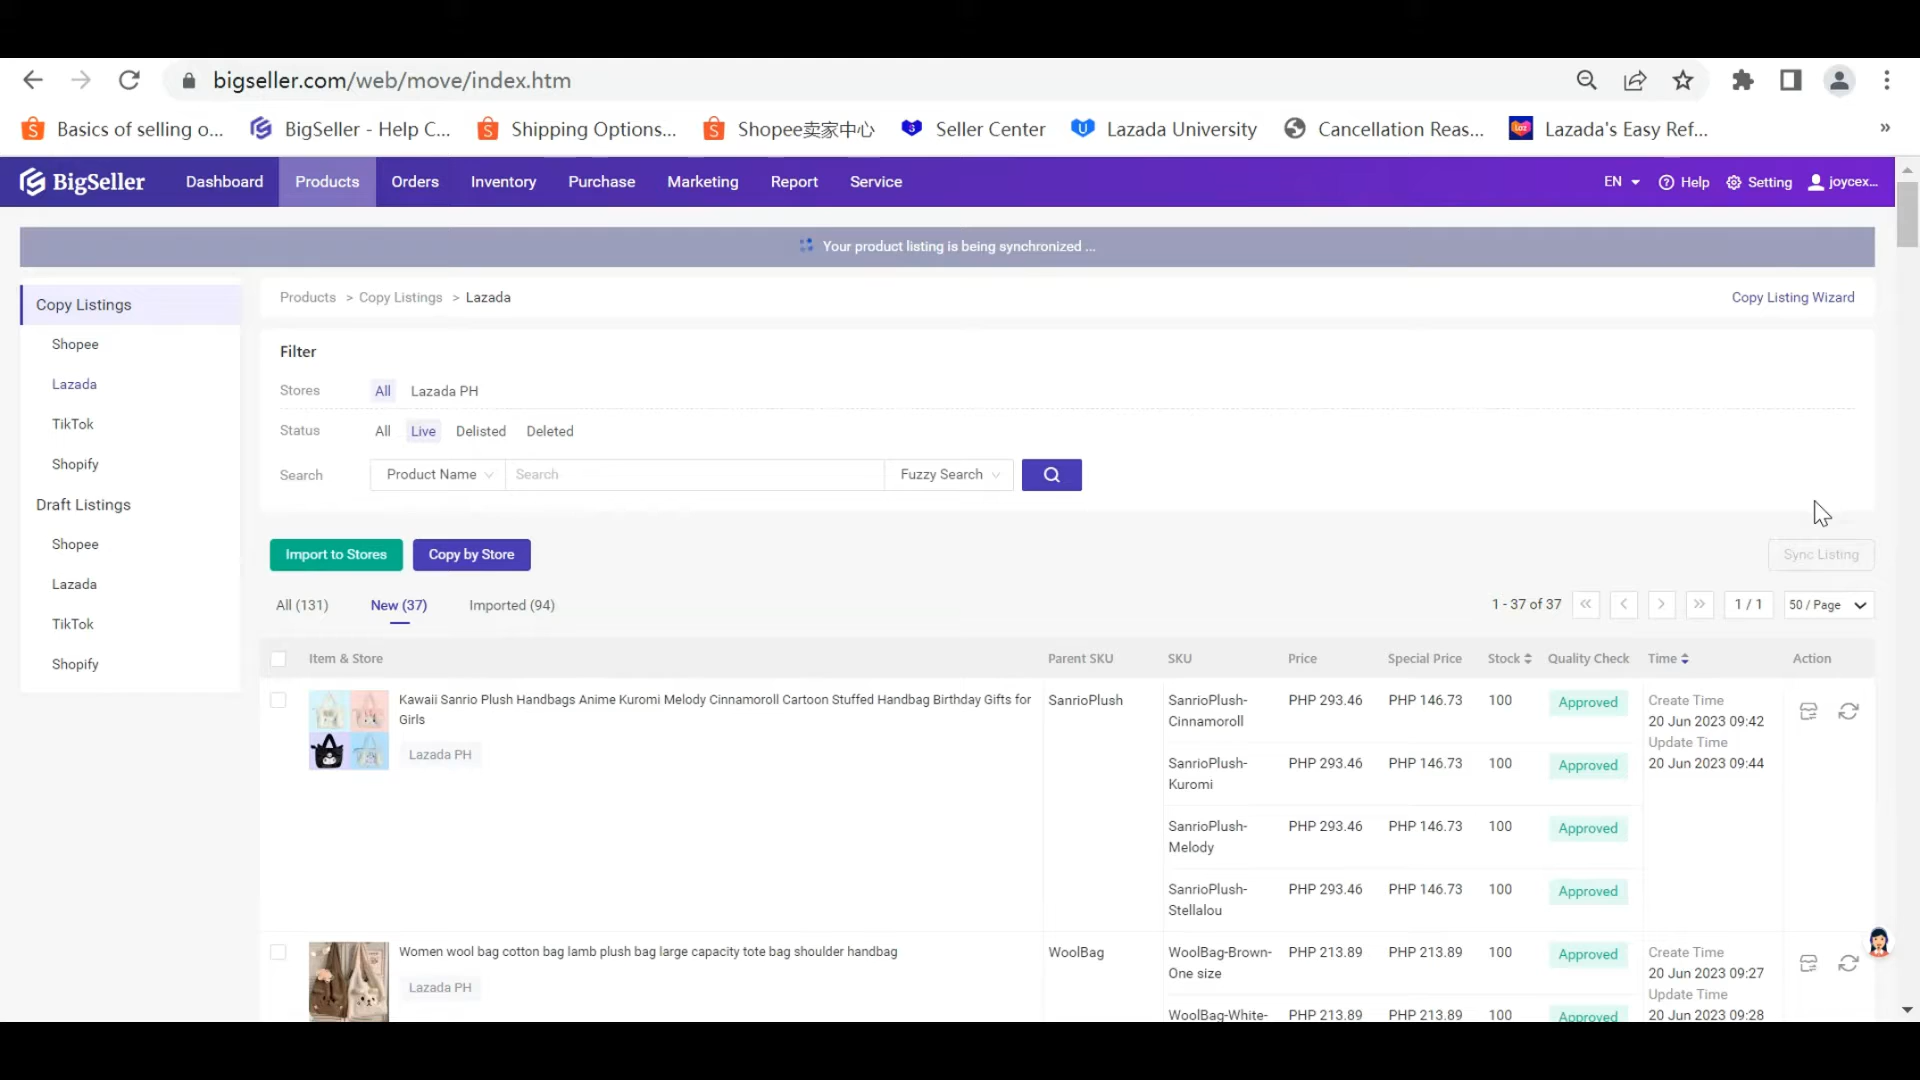 bigseller.com/web/move/index.htm
Basics of selling o...
BigSeller - Help C...
Shipping Options...
Shopee卖家中心
Seller Center
Lazada University
Cancellation Reas...
Lazada's Easy Ref...
»
BigSeller
Dashboard
Products
Orders
Inventory
Purchase
Marketing
Report
Service
EN
Help
Setting
joycex...
Your product listing is being synchronized ...
Copy Listings
Shopee
Lazada
TikTok
Shopify
Draft Listings
Shopee
Lazada
TikTok
Shopify
Products > Copy Listings > Lazada
Copy Listing Wizard
Filter
Stores All Lazada PH
Status All Live Delisted Deleted
Search Product Name Search Fuzzy Search
Import to Stores
Copy by Store
Sync Listing
All (131) New (37) Imported (94)
1 - 37 of 37 1 / 1 50 / Page
Item & Store Parent SKU SKU Price Special Price Stock Quality Check Time Action
Kawaii Sanrio Plush Handbags Anime Kuromi Melody Cinnamoroll Cartoon Stuffed Handbag Birthday Gifts for
Girls
Lazada PH
SanrioPlush
SanrioPlush-
Cinnamoroll
PHP 293.46 PHP 146.73 100 Approved
SanrioPlush-
Kuromi
PHP 293.46 PHP 146.73 100 Approved
SanrioPlush-
Melody
PHP 293.46 PHP 146.73 100 Approved
SanrioPlush-
Stellalou
PHP 293.46 PHP 146.73 100 Approved
Create Time
20 Jun 2023 09:42
Update Time
20 Jun 2023 09:44
Women wool bag cotton bag lamb plush bag large capacity tote bag shoulder handbag
Lazada PH
WoolBag
WoolBag-Brown-
One size
PHP 213.89 PHP 213.89 100 Approved
WoolBag-White-
PHP 213.89 PHP 213.89 100 Approved
Create Time
20 Jun 2023 09:27
Update Time
20 Jun 2023 09:28